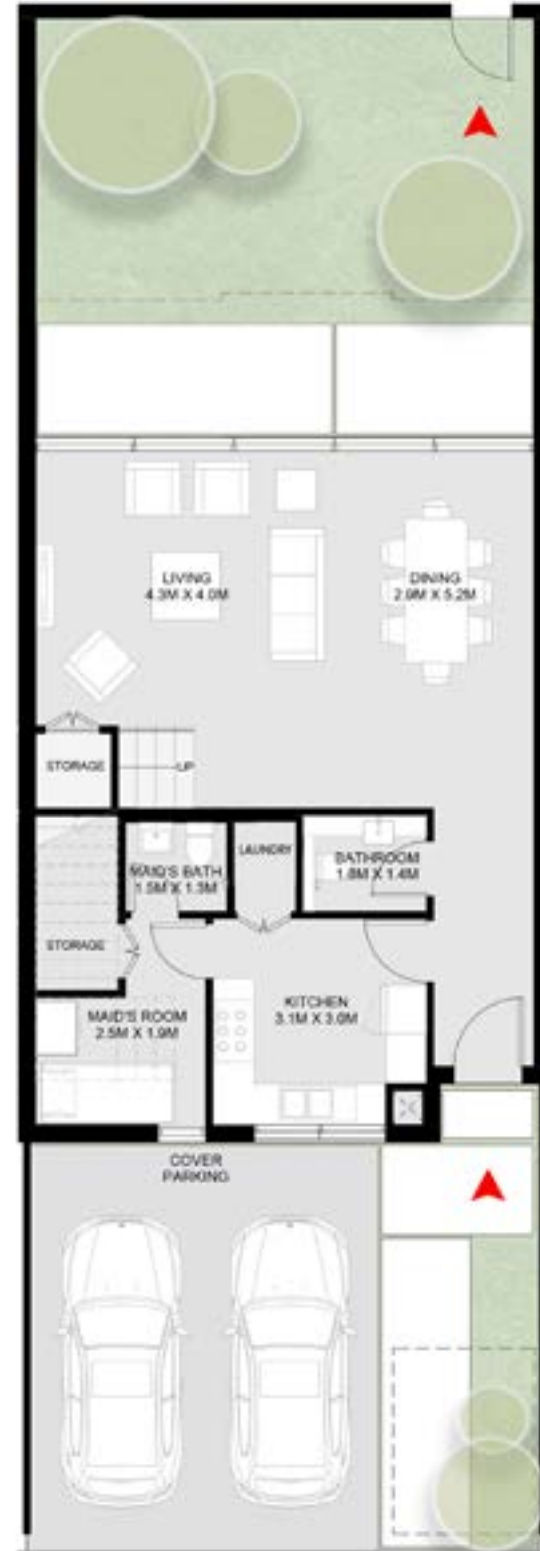 LIVING
4.3M X 4.0M
DINING
2.9M X 5.2M
STORAGE
UP
MAID'S BATH
1.5M X 1.3M
LAUNDRY
BATHROOM
1.8M X 1.4M
STORAGE
MAID'S ROOM
2.5M X 1.9M
KITCHEN
3.1M X 3.0M
COVER
PARKING